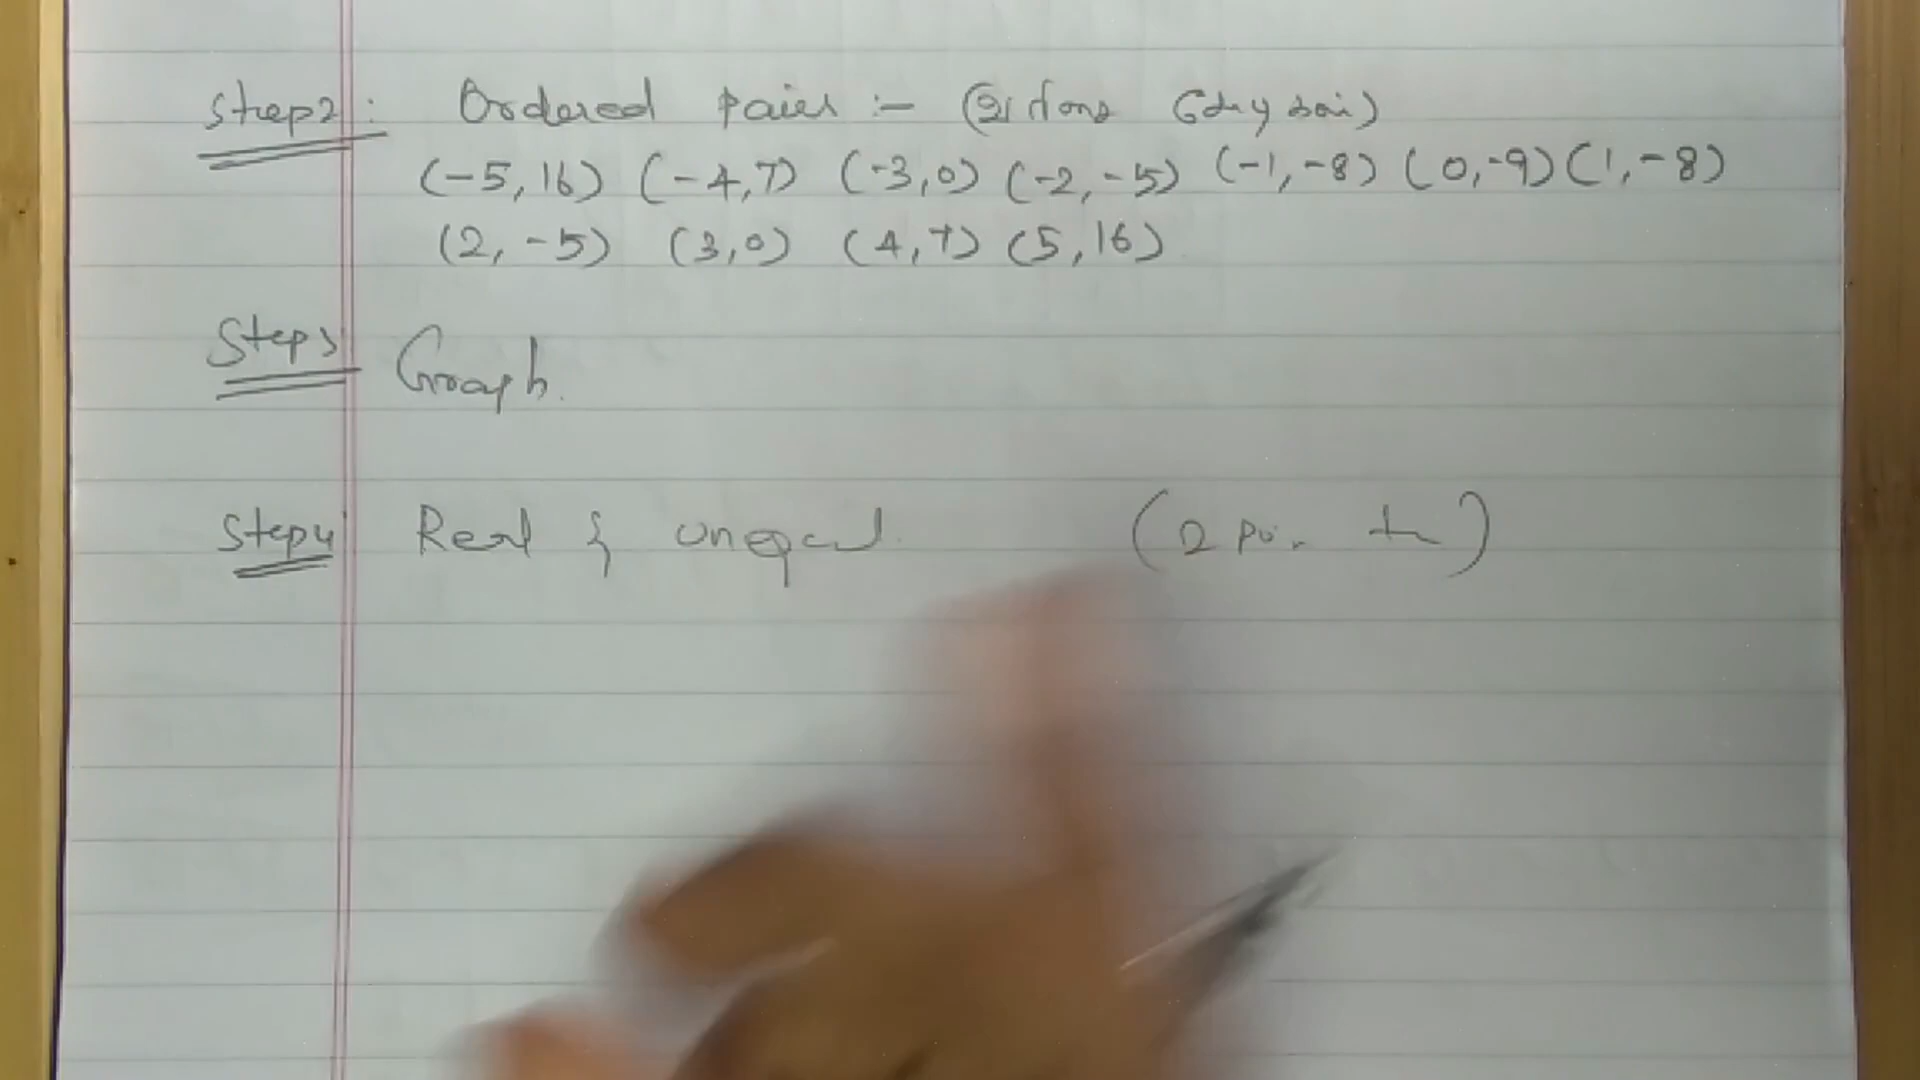 Step2: Ordered pairs :-
(-5,16) (-4,7) (-3,0) (-2,-5) (-1,-8) (0,-9) (1,-8)
(2,-5) (3,0) (4,7) (5,16)
Step3 Graph.
Step4 Real & unequal. (2 point)